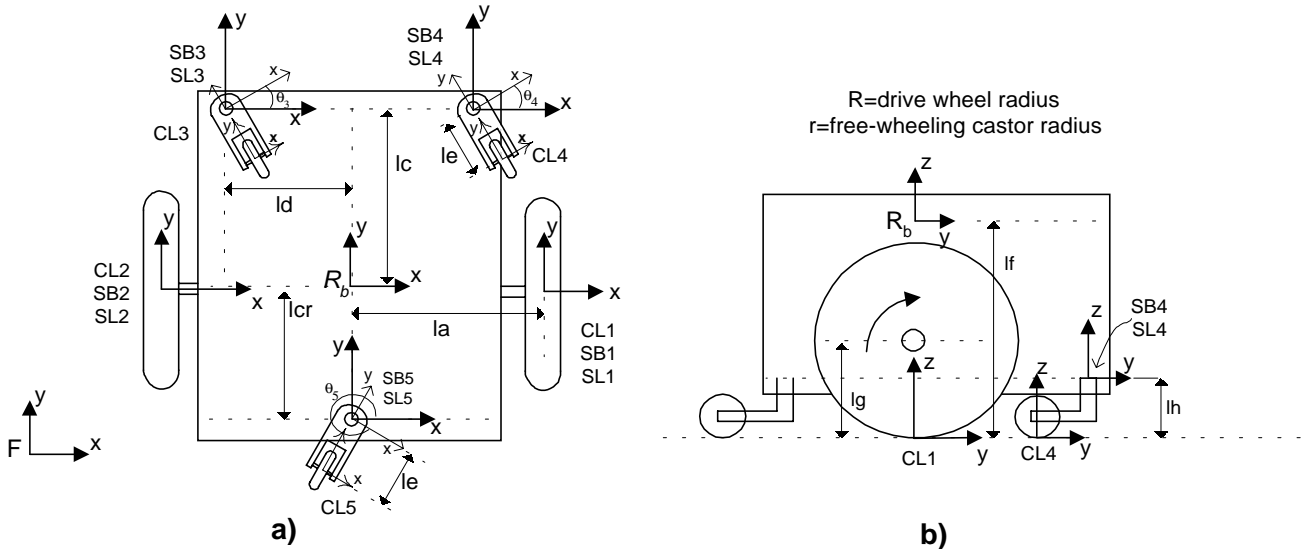 y
y
SB3
SL3
x
θ3
x
CL3
y
x
SB4
SL4
y
x
θ4
x
y
x
CL4
le
lc
ld
y
x
CL2
SB2
SL2
y
Rb
x
y
x
CL1
SB1
SL1
lcr
la
y
θ5
y
SB5
SL5
x
x
x
le
CL5
y
F
x
a)
R=drive wheel radius
r=free-wheeling castor radius
z
Rb
y
lf
z
SB4
SL4
y
z
lg
z
lh
CL1
y
CL4
y
b)